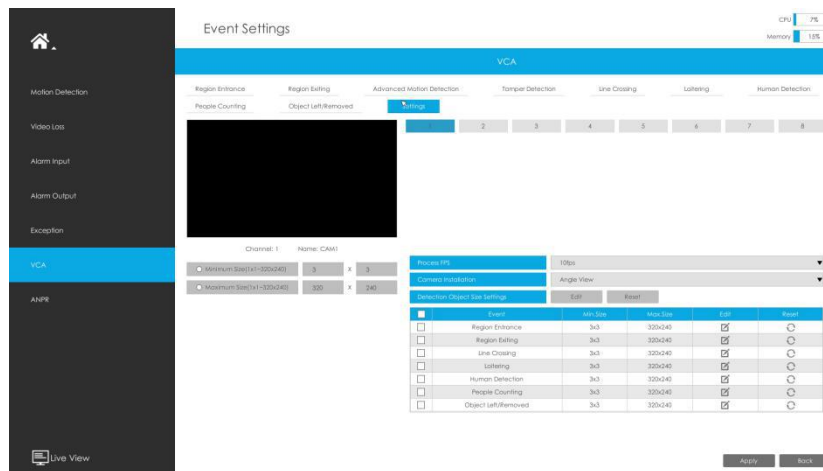 Event Settings
CPU 7%
Memory 15%
VCA
Motion Detection
Video Loss
Alarm Input
Alarm Output
Exception
VCA
ANPR
Live View
Region Entrance Region Exiting Advanced Motion Detection Tamper Detection Line Crossing Loitering Human Detection
People Counting Object Left/Removed Settings
1 2 3 4 5 6 7 8
Channel: 1 Name: CAM1
Minimum Size(1x1~320x240) 3 X 3
Maximum Size(1x1~320x240) 320 X 240
Process FPS 10fps
Camera Installation Angle View
Detection Object Size Settings Edit Reset
Event Min Size Max Size Edit Reset
Region Entrance 3x3 320x240
Region Exiting 3x3 320x240
Line Crossing 3x3 320x240
Loitering 3x3 320x240
Human Detection 3x3 320x240
People Counting 3x3 320x240
Object Left/Removed 3x3 320x240
Apply Back